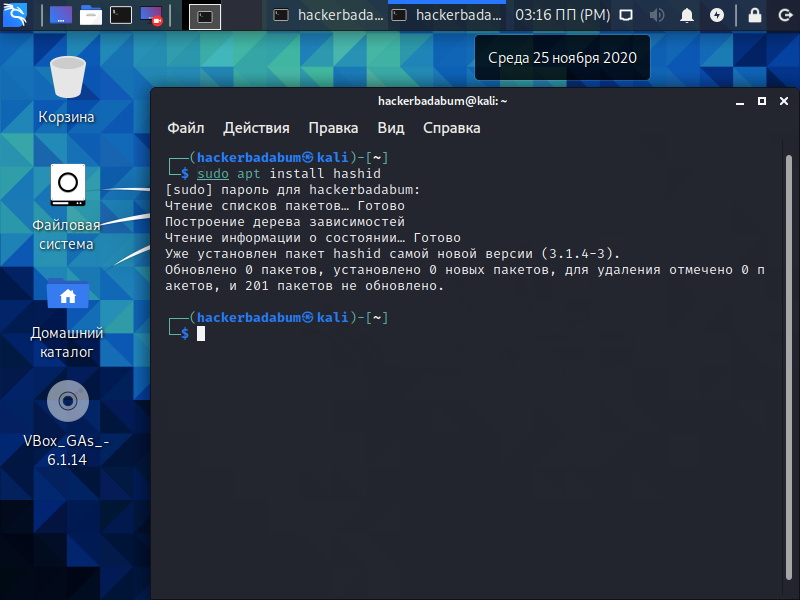 hackerbada...
hackerbada...
03:16 ПП (PM)
Среда 25 ноября 2020
Корзина
Файловая
система
Домашний
каталог
VBox_GAs_-
6.1.14
hackerbadabum@kali: ~
Файл Действия Правка Вид Справка
┌──(hackerbadabum㉿kali)-[~]
└─$ sudo apt install hashid
[sudo] пароль для hackerbadabum:
Чтение списков пакетов… Готово
Построение дерева зависимостей
Чтение информации о состоянии… Готово
Уже установлен пакет hashid самой новой версии (3.1.4-3).
Обновлено 0 пакетов, установлено 0 новых пакетов, для удаления отмечено 0 п
акетов, и 201 пакетов не обновлено.
┌──(hackerbadabum㉿kali)-[~]
└─$